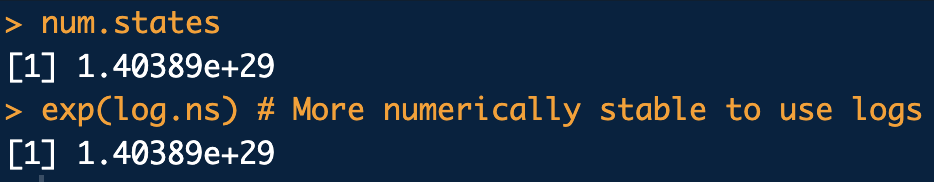 > num.states
[1] 1.40389e+29
> exp(log.ns) # More numerically stable to use logs
[1] 1.40389e+29